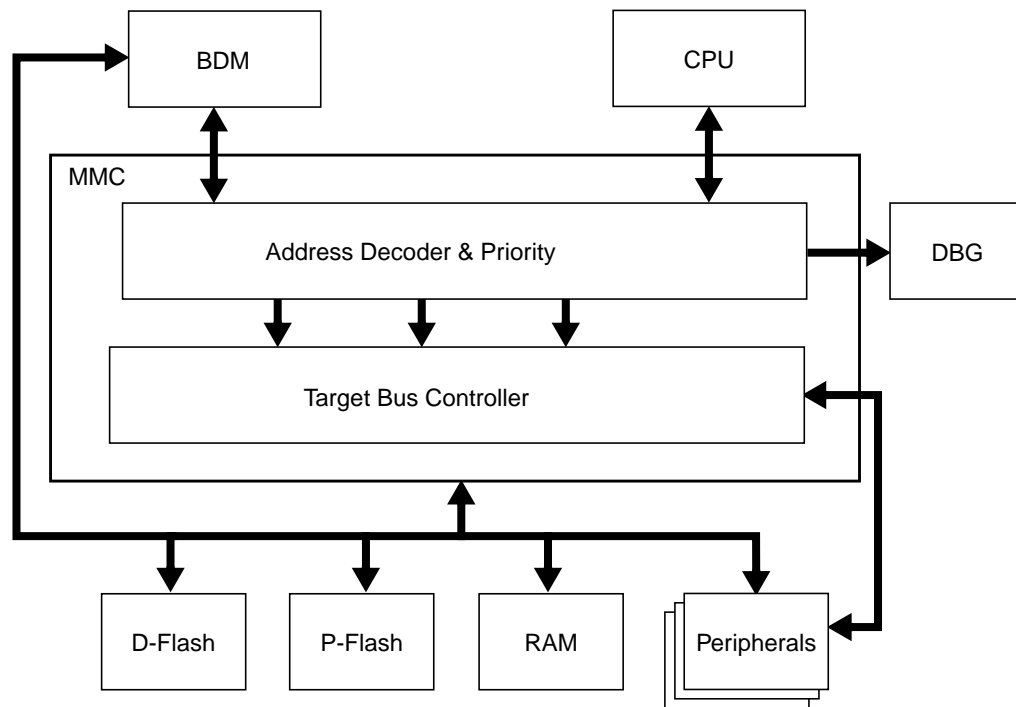 BDM
CPU
MMC
Address Decoder & Priority
DBG
Target Bus Controller
D-Flash
P-Flash
RAM
Peripherals